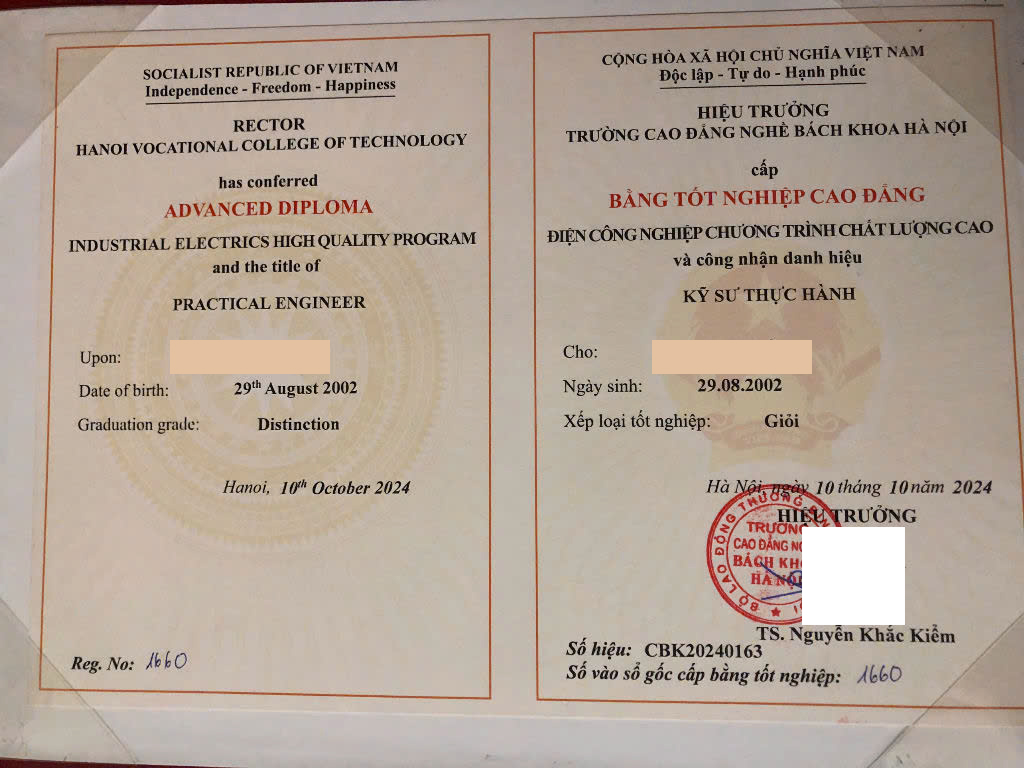 SOCIALIST REPUBLIC OF VIETNAM
Independence - Freedom - Happiness
RECTOR
HANOI VOCATIONAL COLLEGE OF TECHNOLOGY
has conferred
ADVANCED DIPLOMA
INDUSTRIAL ELECTRICS HIGH QUALITY PROGRAM
and the title of
PRACTICAL ENGINEER
Upon:
Date of birth: 29th August 2002
Graduation grade: Distinction
Hanoi, 10th October 2024
Reg. No: 1660
CỘNG HÒA XÃ HỘI CHỦ NGHĨA VIỆT NAM
Độc lập - Tự do - Hạnh phúc
HIỆU TRƯỞNG
TRƯỜNG CAO ĐẲNG NGHỀ BÁCH KHOA HÀ NỘI
cấp
BẰNG TỐT NGHIỆP CAO ĐẲNG
ĐIỆN CÔNG NGHIỆP CHƯƠNG TRÌNH CHẤT LƯỢNG CAO
và công nhận danh hiệu
KỸ SƯ THỰC HÀNH
Cho:
Ngày sinh: 29.08.2002
Xếp loại tốt nghiệp: Giỏi
Hà Nội, ngày 10 tháng 10 năm 2024
HIỆU TRƯỞNG
BỘ LAO ĐỘNG THƯƠNG BINH
TRƯỜNG
CAO ĐẲNG
BÁCH
HÀ NỘI
TS. Nguyễn Khắc Kiểm
Số hiệu: CBK20240163
Số vào sổ gốc cấp bằng tốt nghiệp: 1660